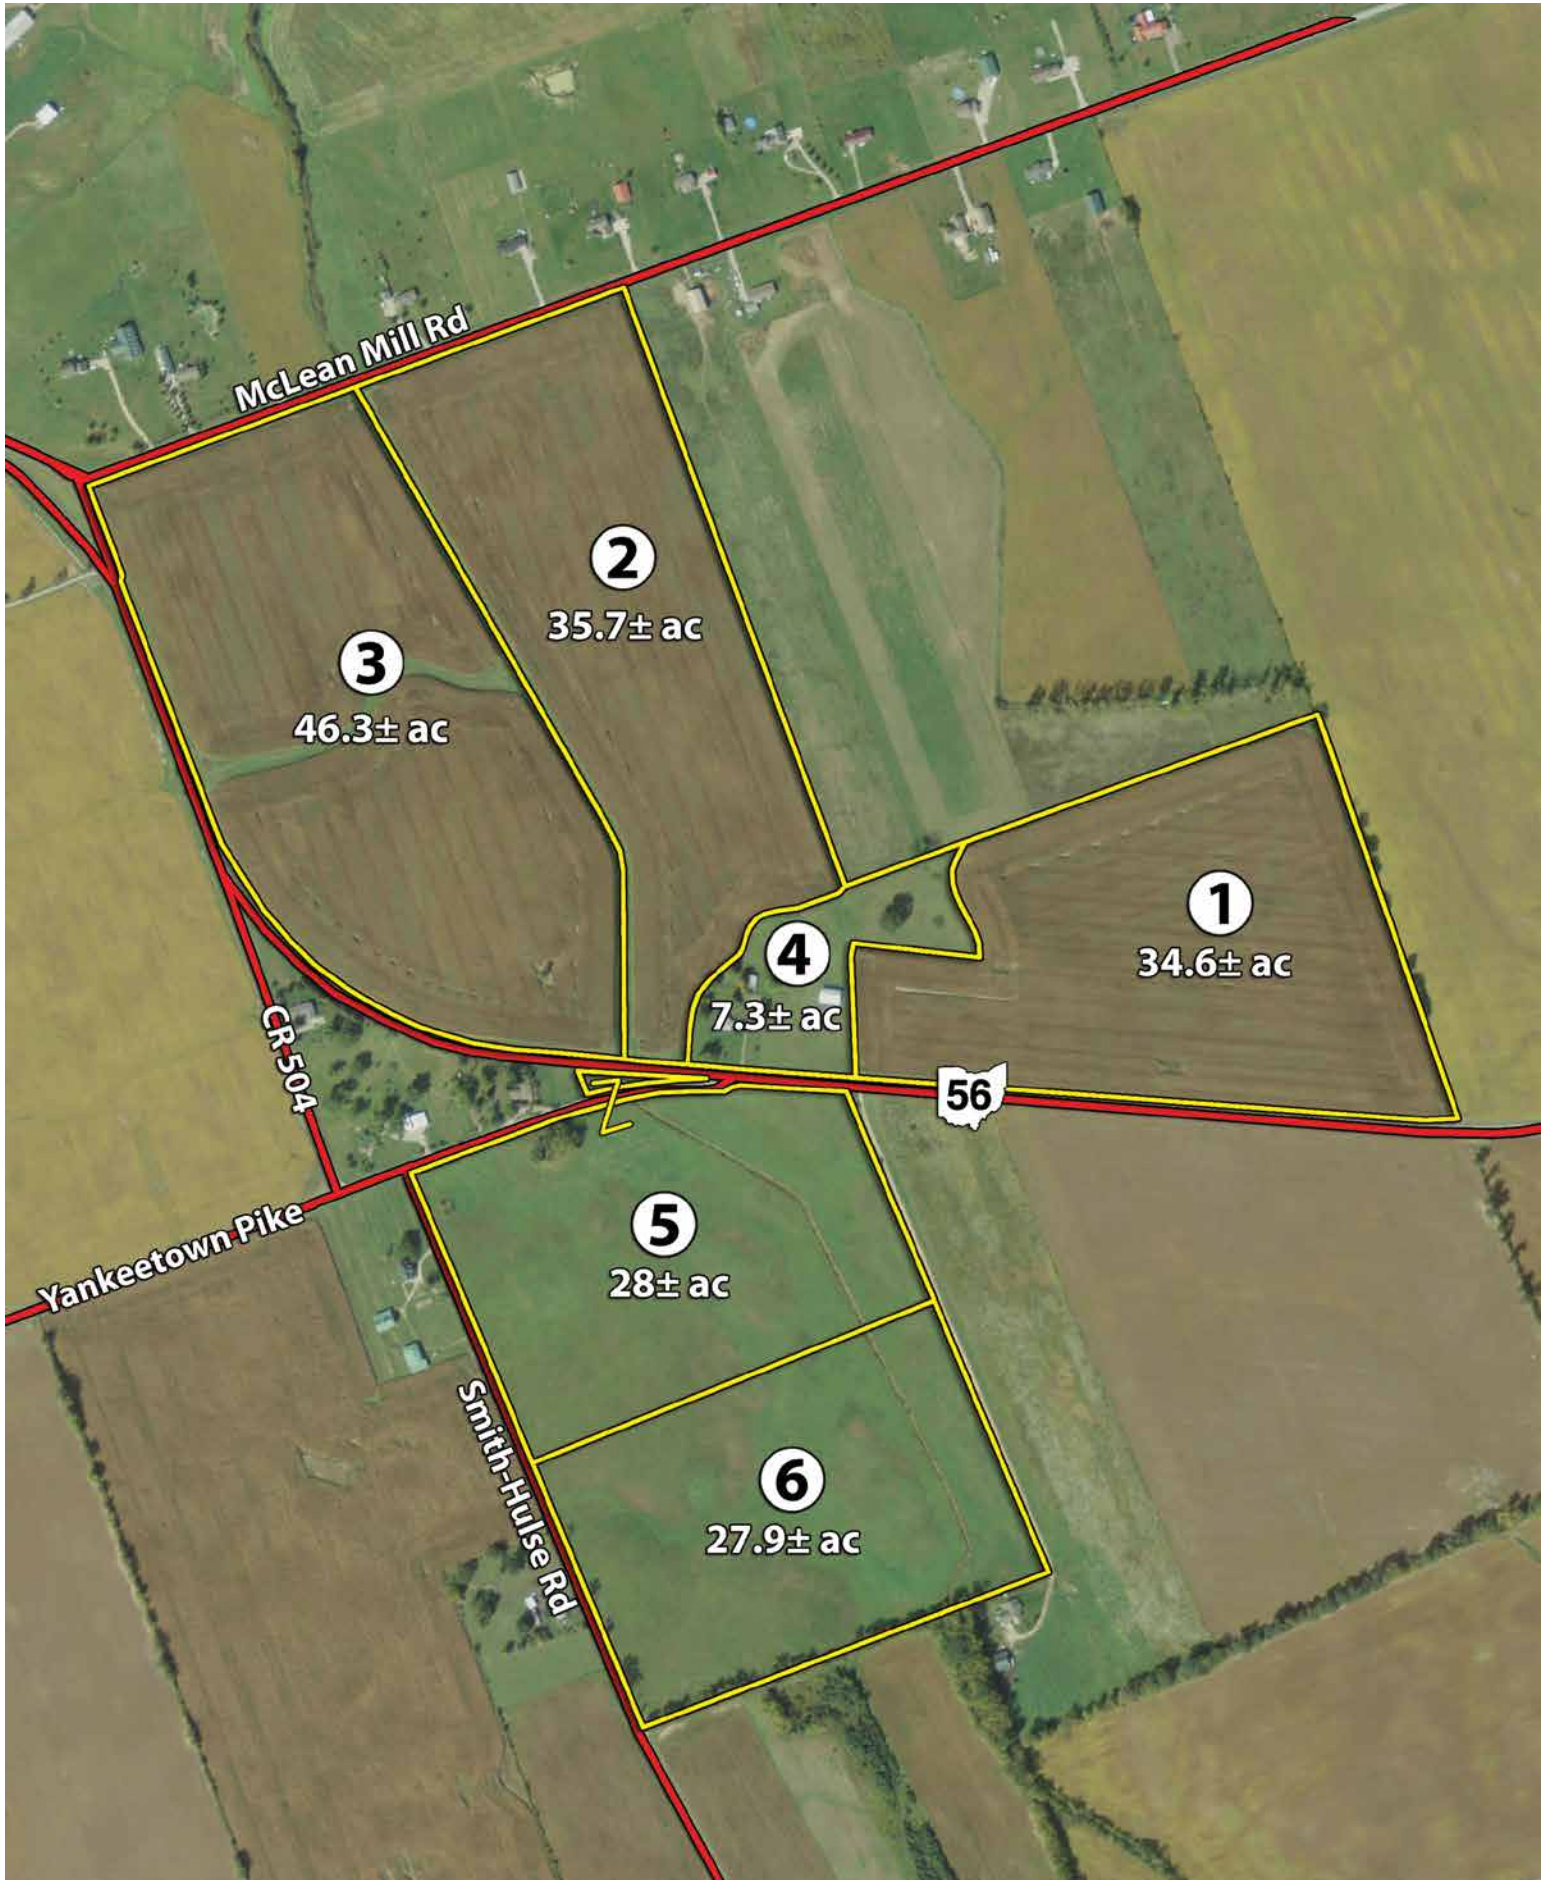 McLean Mill Rd
2
35.7± ac
3
46.3± ac
1
34.6± ac
4
7.3± ac
CR 504
56
5
28± ac
Yankeetown Pike
Smith-Hulse Rd
6
27.9± ac